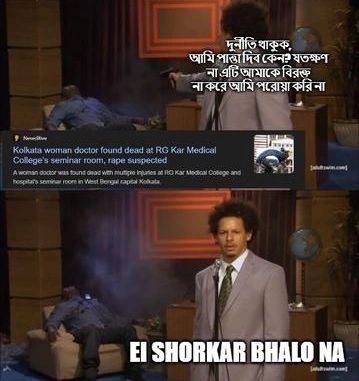 দুর্নীতি থাকুক,
আমি পাত্তা দিব কেন? যতক্ষণ
না এটি আমাকে বিরক্ত
না করে আমি পরোয়া করি না
Newsdrive
Kolkata woman doctor found dead at RG Kar Medical
College's seminar room, rape suspected
A woman doctor was found dead with multiple injuries at RG Kar Medical College and
hospital's seminar room in West Bengal capital Kolkata.
[adultswim.com]
EI SHORKAR BHALO NA
[adultswim.com]